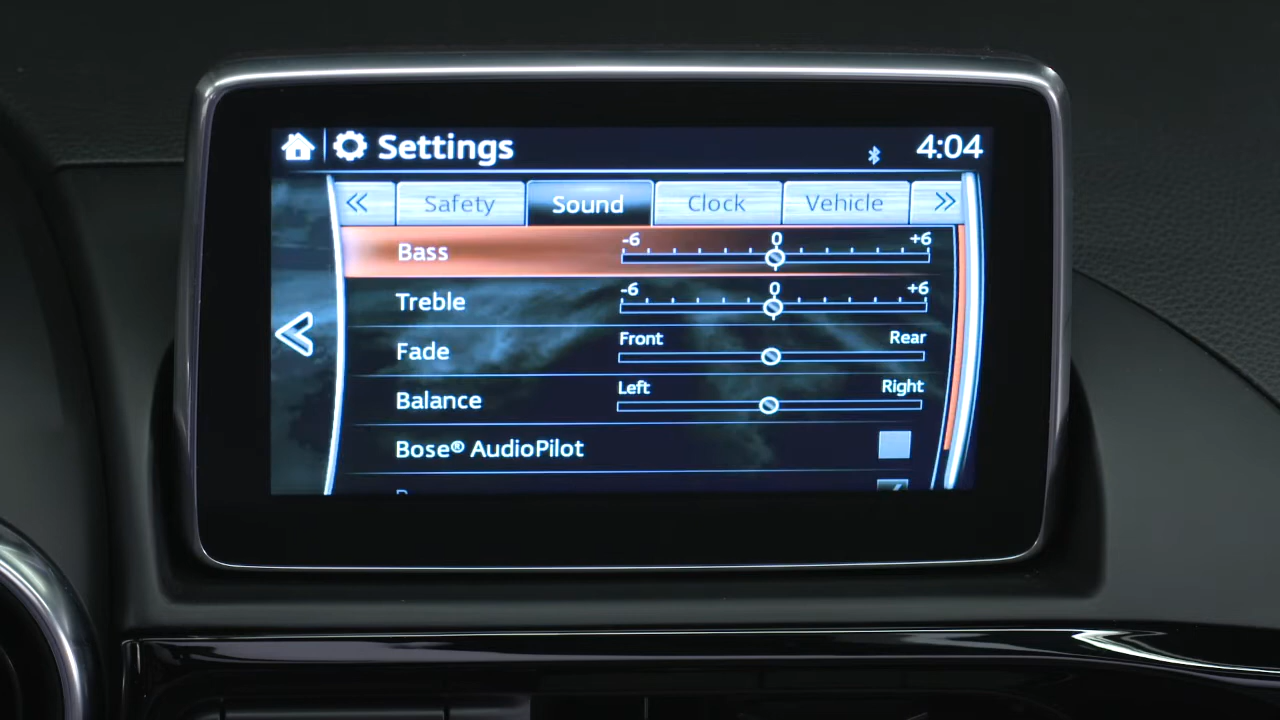 Settings 4:04
Safety Sound Clock Vehicle
Bass -6 0 +6
Treble -6 0 +6
Fade Front Rear
Balance Left Right
Bose® AudioPilot